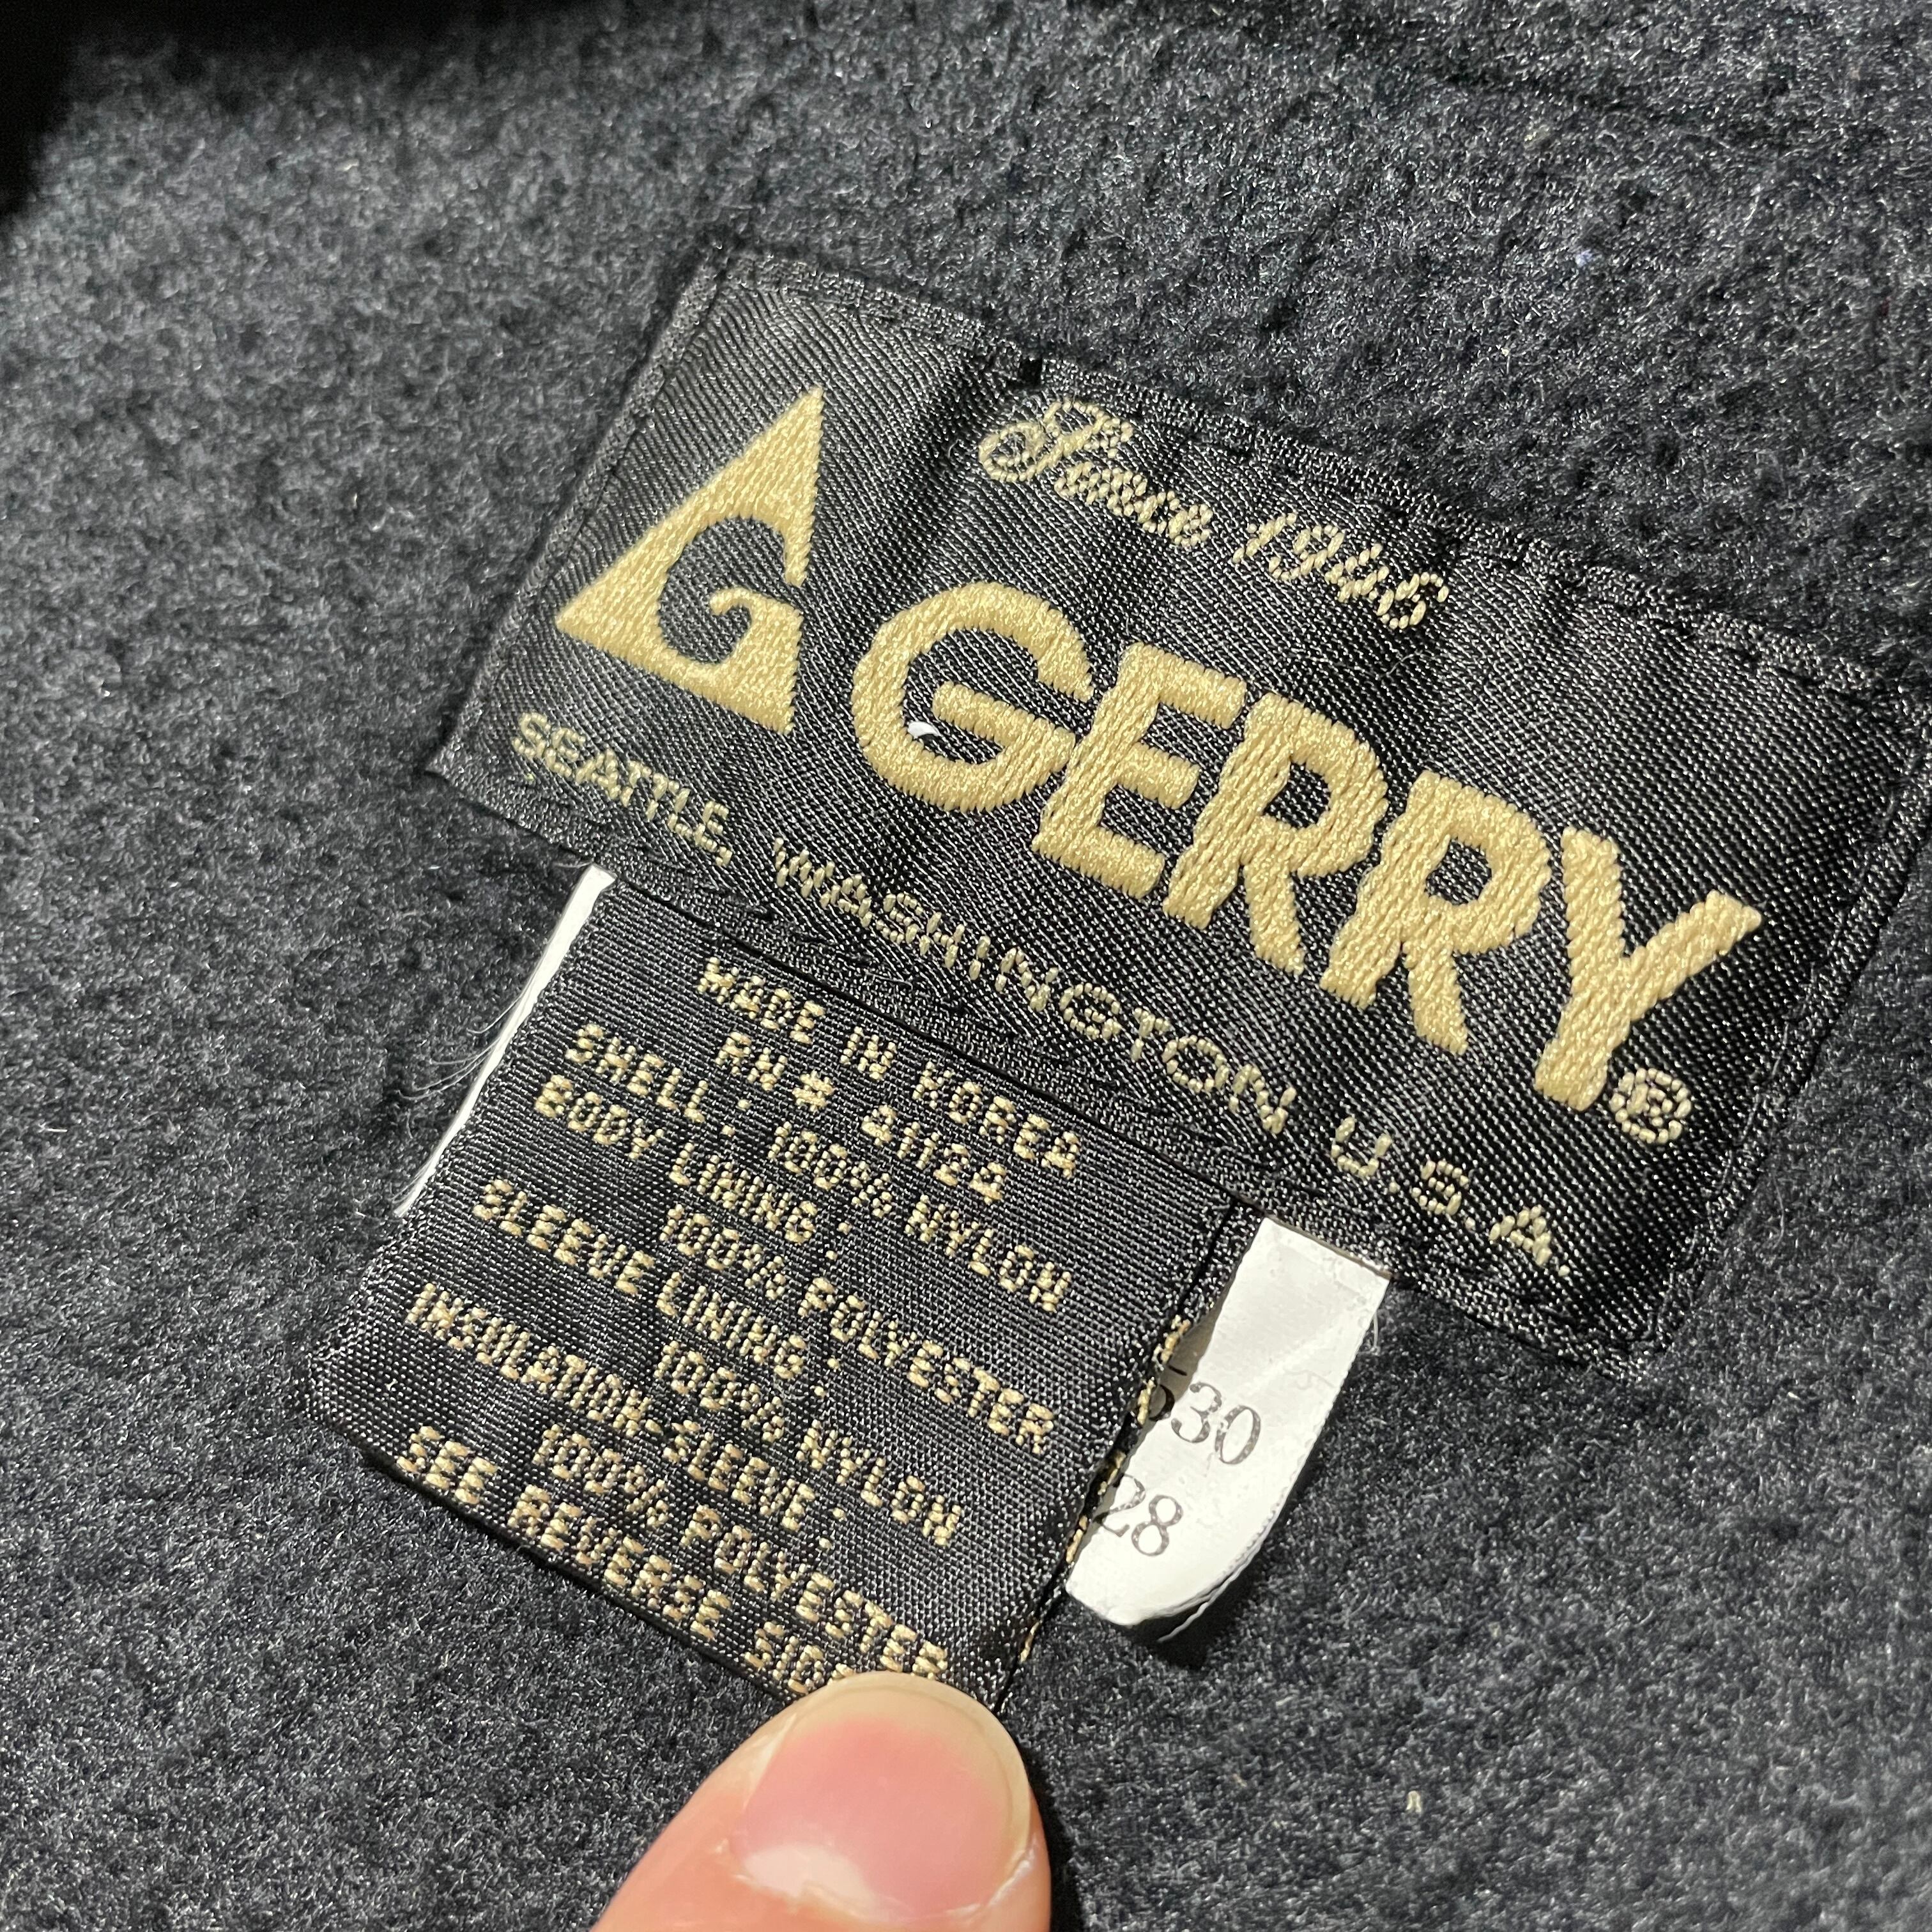 Since 1946
G GERRY®
SEATTLE, WASHINGTON U.S.A.
MADE IN KOREA
RN # 41124
SHELL : 100% NYLON
BODY LINING :
100% POLYESTER
SLEEVE LINING :
100% NYLON
INSULATION-SLEEVE :
100% POLYESTER
SEE REVERSE SIDE
530
28